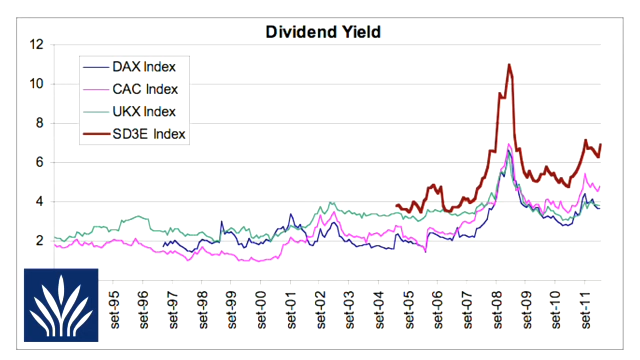 Dividend Yield
12
10
8
6
4
2
DAX Index
CAC Index
UKX Index
SD3E Index
set-95
set-96
set-97
set-98
set-99
set-00
set-01
set-02
set-03
set-04
set-05
set-06
set-07
set-08
set-09
set-10
set-11